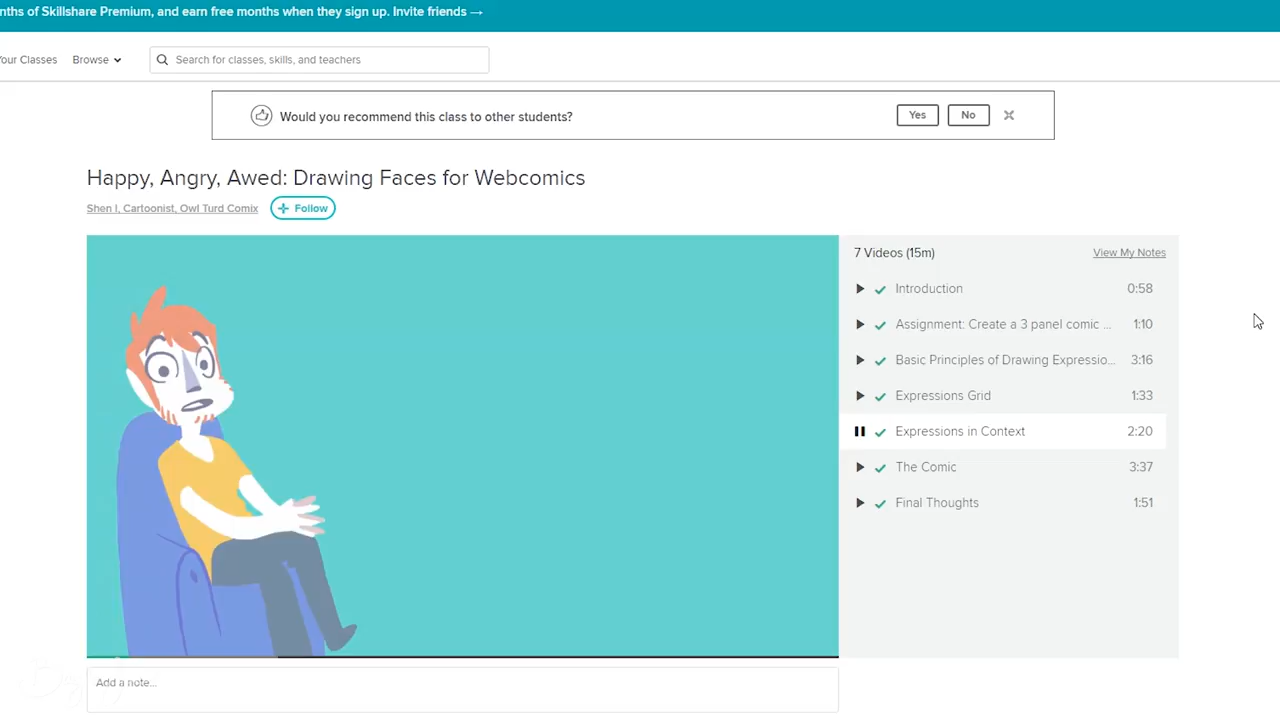 nths of Skillshare Premium, and earn free months when they sign up. Invite friends →
Your Classes Browse Search for classes, skills, and teachers
Would you recommend this class to other students? Yes No
Happy, Angry, Awed: Drawing Faces for Webcomics
Shen I, Cartoonist, Owl Turd Comix + Follow
7 Videos (15m) View My Notes
Introduction 0:58
Assignment: Create a 3 panel comic ... 1:10
Basic Principles of Drawing Expressio... 3:16
Expressions Grid 1:33
Expressions in Context 2:20
The Comic 3:37
Final Thoughts 1:51
Add a note...